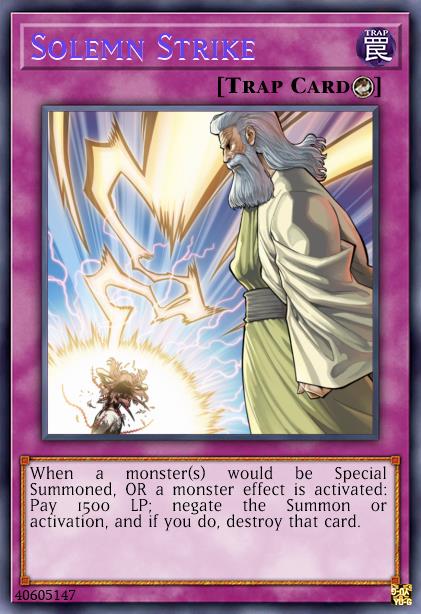 Solemn Strike
TRAP
罠
[Trap Card]
When a monster(s) would be Special
Summoned, OR a monster effect is activated:
Pay 1500 LP; negate the Summon or
activation, and if you do, destroy that card.
40605147